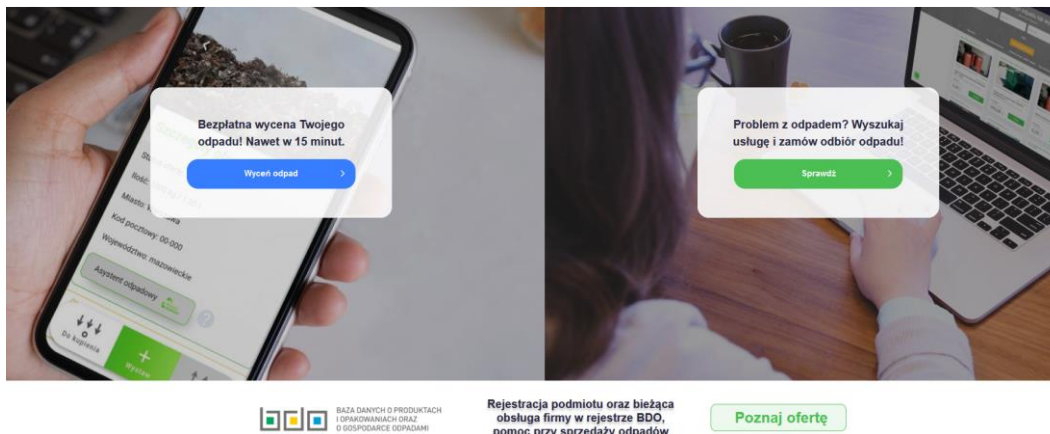 Bezpłatna wycena Twojego
odpadu! Nawet w 15 minut.
Wyceń odpad
Miasto:
Kod pocztowy: 00-000
Województwo: mazowieckie
Asystent odpadowy
Do kupienia
Wystaw
Problem z odpadem? Wyszukaj
usługę i zamów odbiór odpadu!
Sprawdź
bdo
BAZA DANYCH O PRODUKTACH
I OPAKOWANIACH ORAZ
O GOSPODARCE ODPADAMI
Rejestracja podmiotu oraz bieżąca
obsługa firmy w rejestrze BDO,
pomoc przy sprzedaży odpadów
Poznaj ofertę